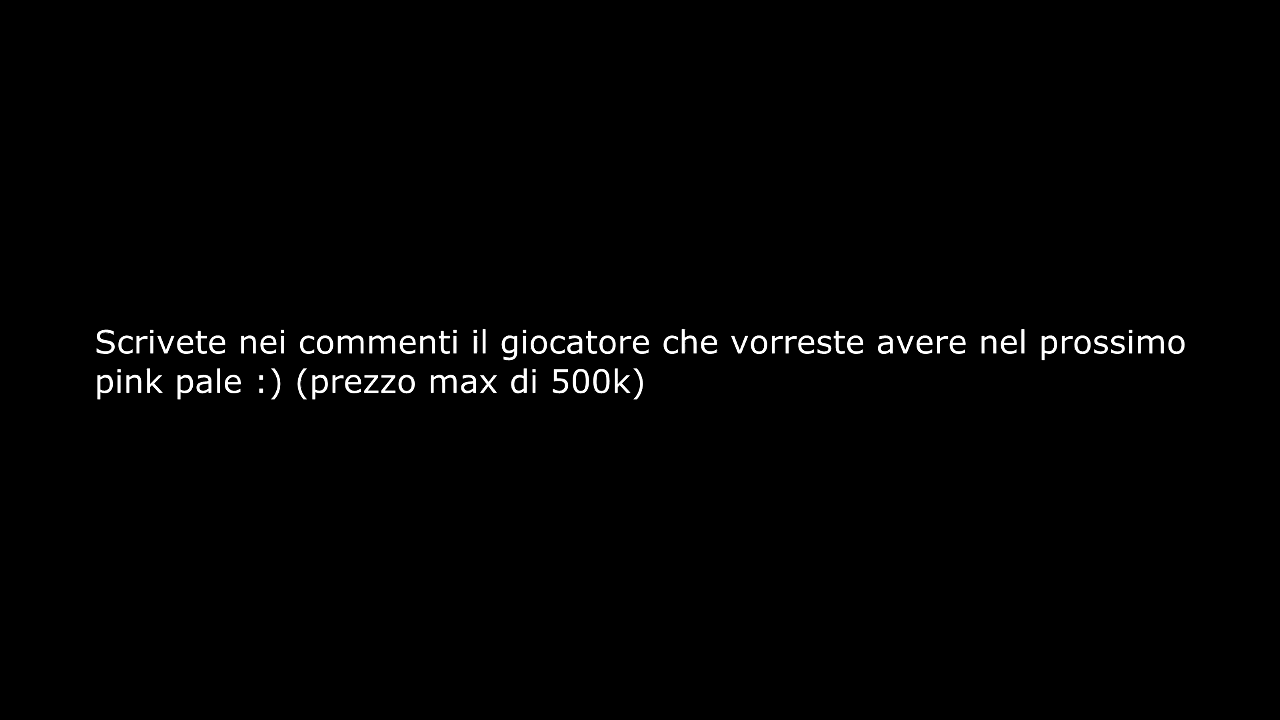 Scrivete nei commenti il giocatore che vorreste avere nel prossimo
pink pale :) (prezzo max di 500k)